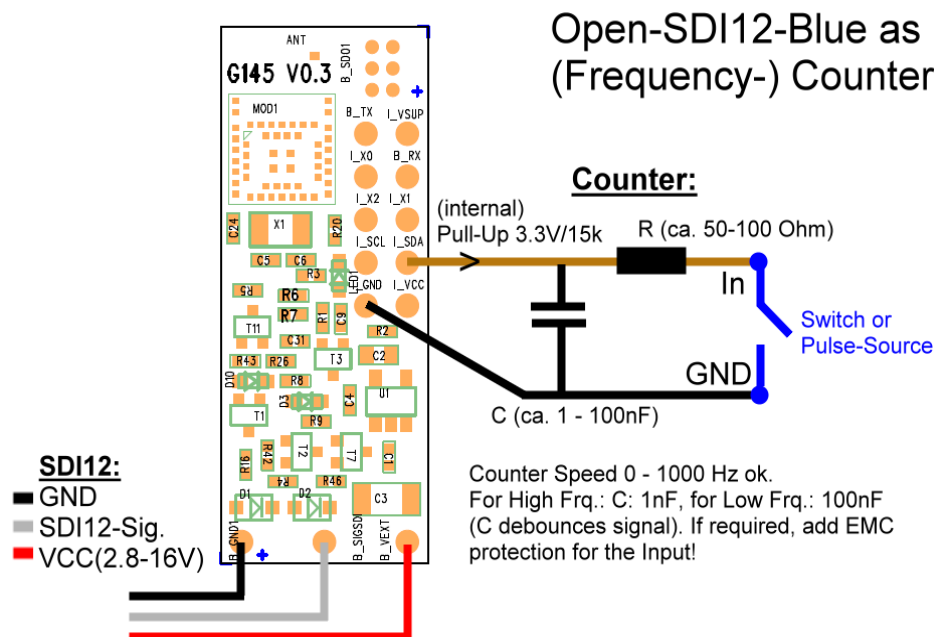 Open-SDI12-Blue as
(Frequency-) Counter
ANT
B_SDO1
G145 V0.3
MOD1
B_TX
I_VSUP
I_X0
B_RX
I_X2
I_X1
I_SCL
I_SDA
I_GND
I_VCC
C24
X1
R20
C5
C6
R3
LED1
R5
R6
R7
R1
C9
T11
C31
R2
R43
R26
T3
C2
D10
R8
D3
C4
U1
T1
R9
R16
R42
T2
T7
C1
R4
R46
D1
D2
C3
B_GND1
B_SIGSDI
B_VEXT
Counter:
(internal)
Pull-Up 3.3V/15k
R (ca. 50-100 Ohm)
In
Switch or
Pulse-Source
GND
C (ca. 1 - 100nF)
Counter Speed 0 - 1000 Hz ok.
For High Frq.: C: 1nF, for Low Frq.: 100nF
(C debounces signal). If required, add EMC
protection for the Input!
SDI12:
GND
SDI12-Sig.
VCC(2.8-16V)